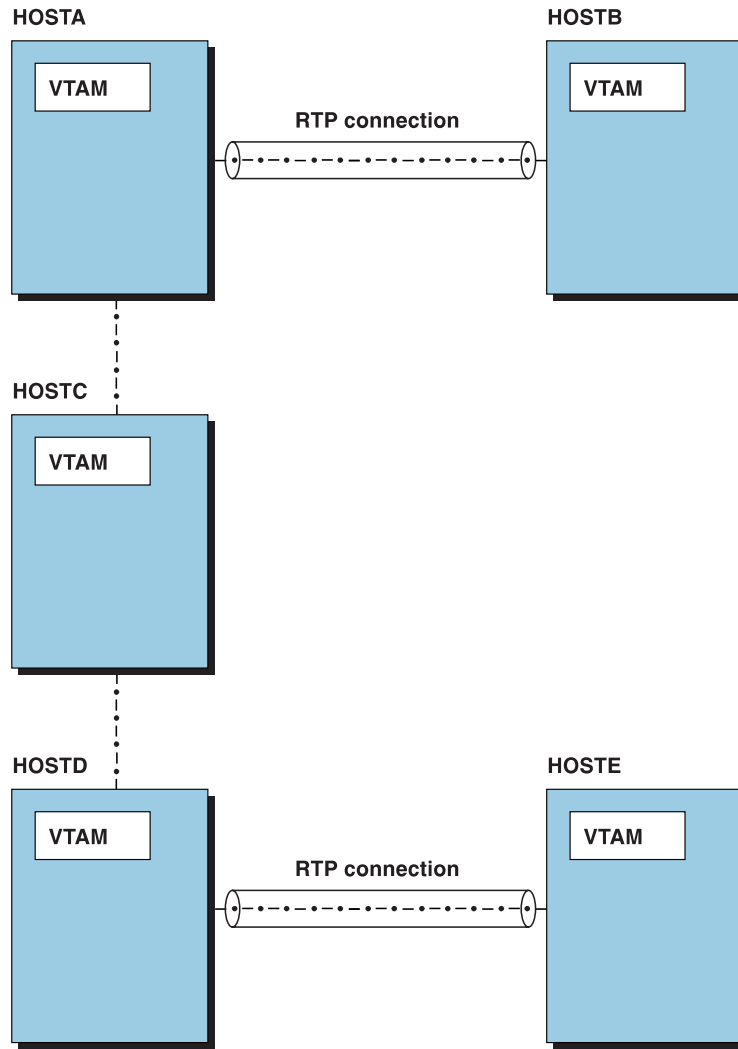 HOSTA
HOSTB
VTAM
VTAM
RTP connection
HOSTC
VTAM
HOSTD
HOSTE
VTAM
VTAM
RTP connection